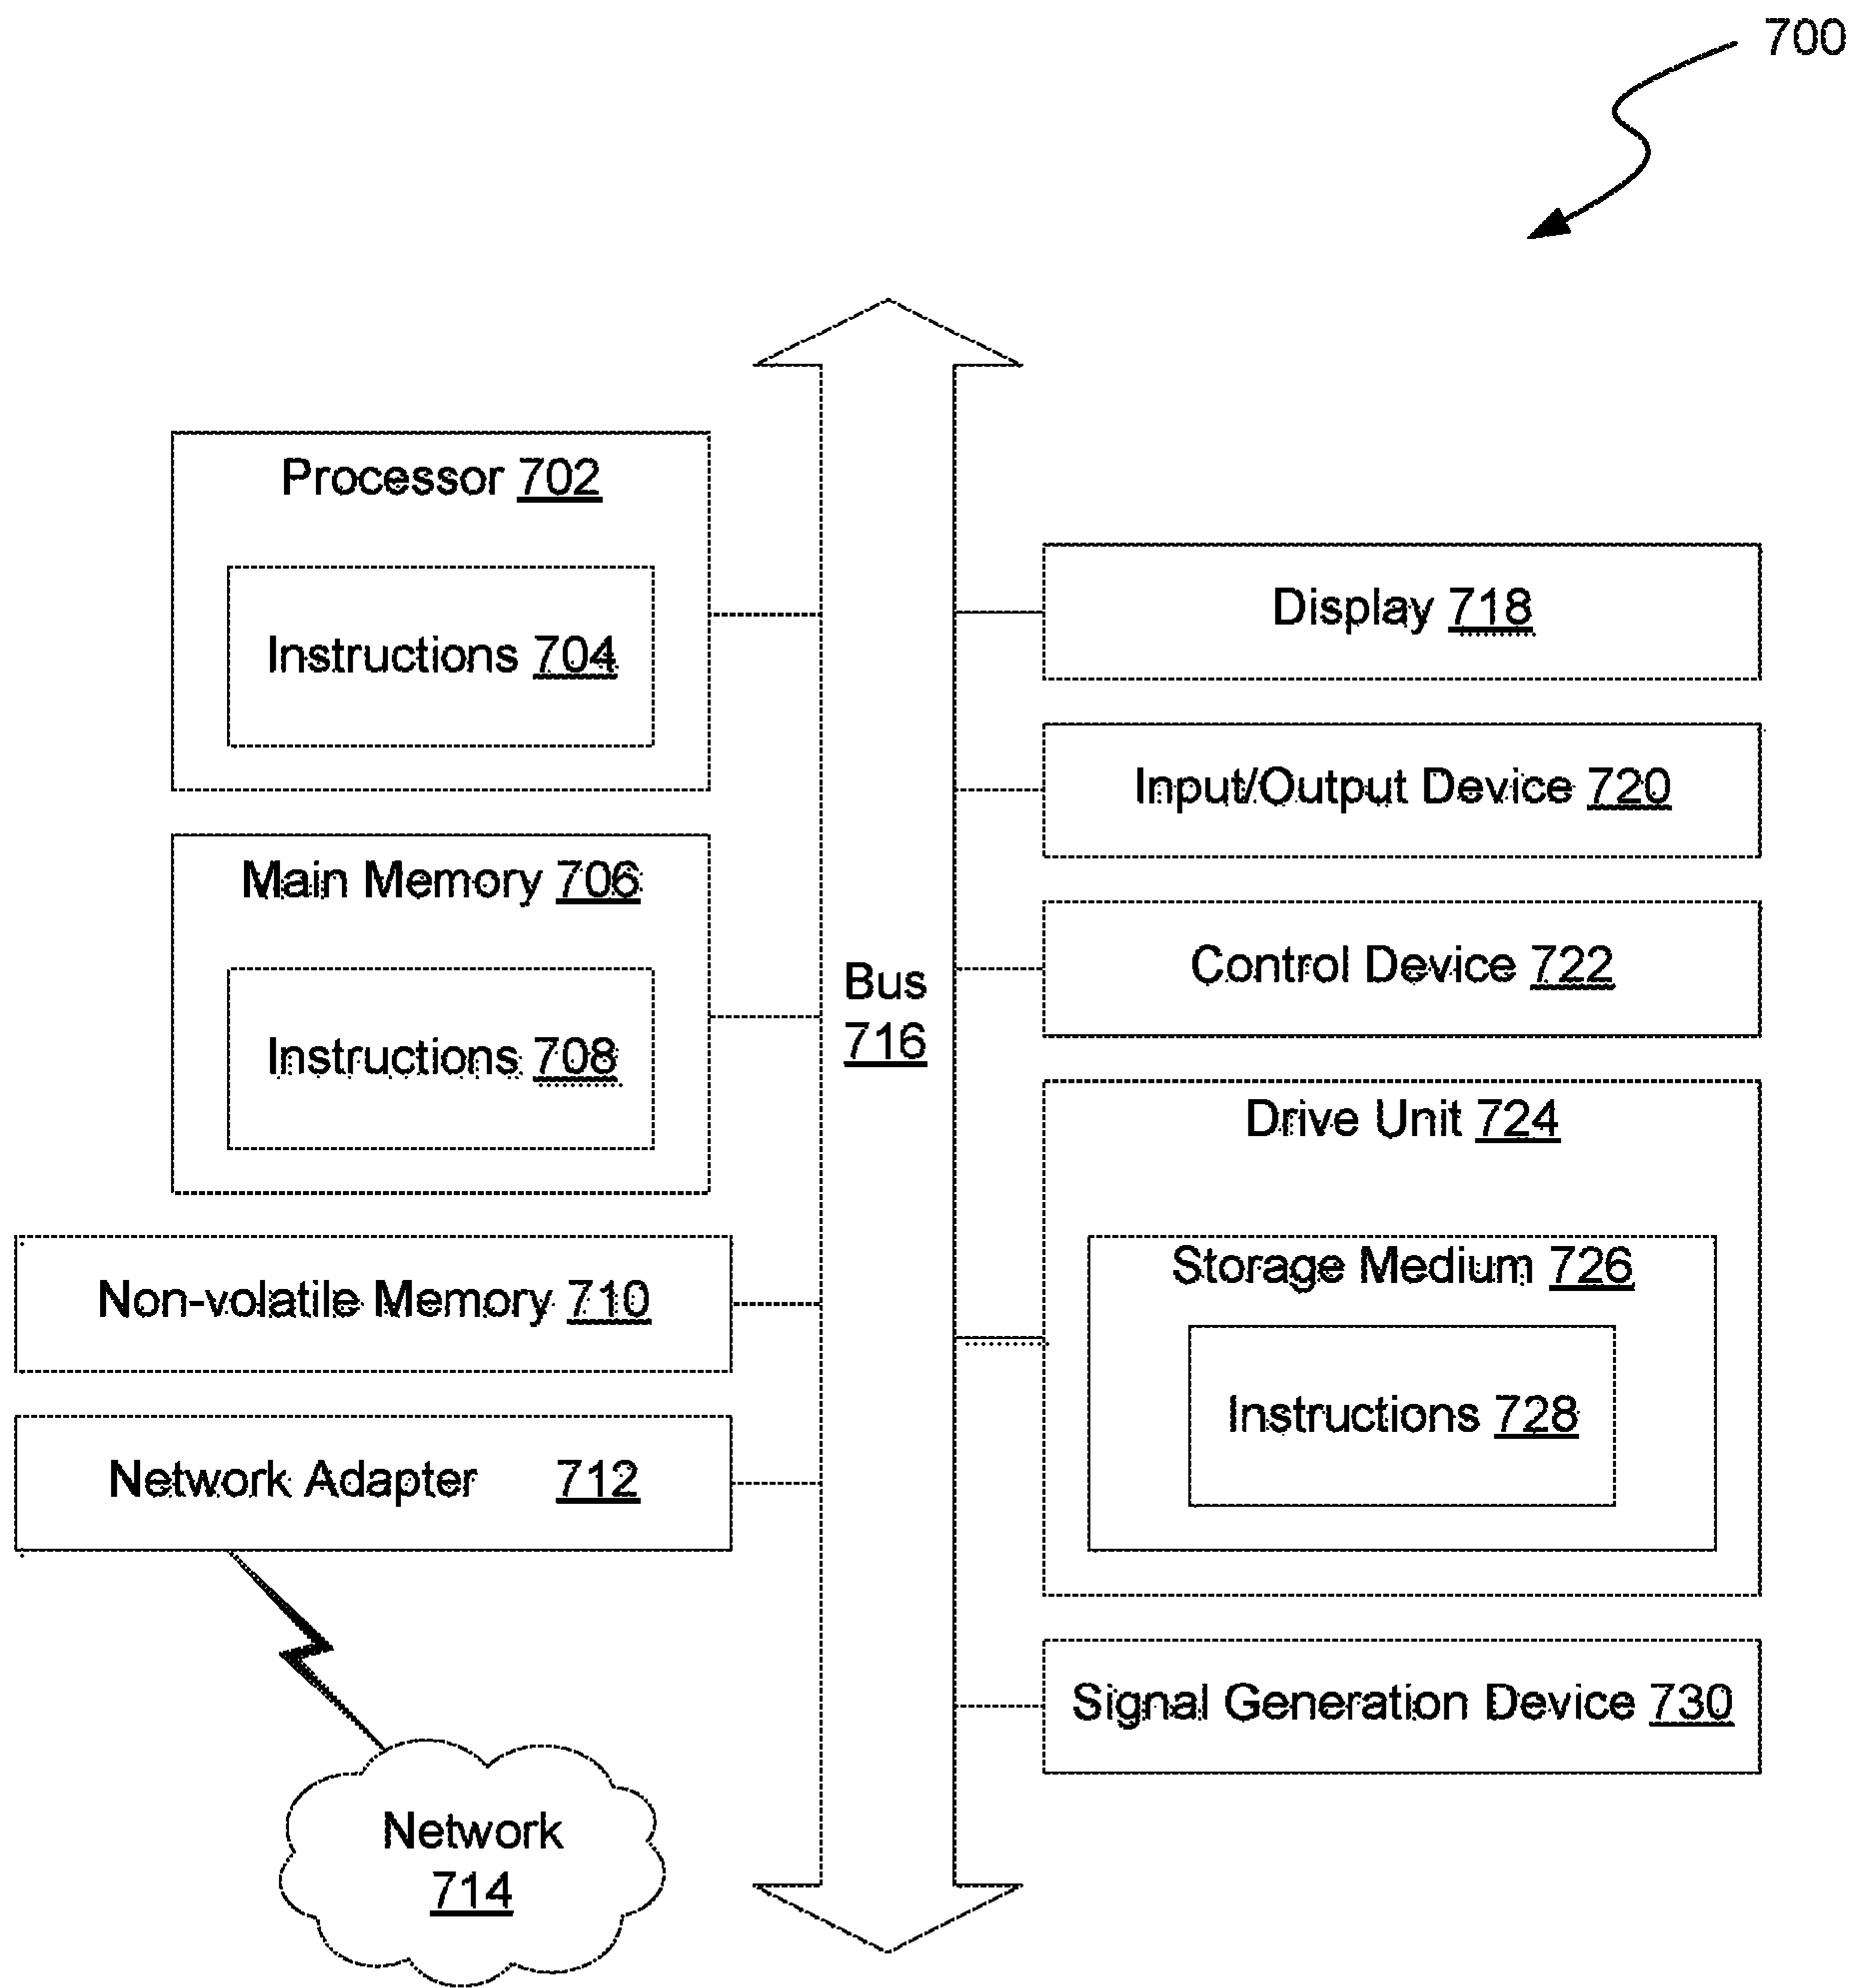 700
Processor 702
Instructions 704
Main Memory 706
Instructions 708
Non-volatile Memory 710
Network Adapter 712
Network
714
Bus
716
Display 718
Input/Output Device 720
Control Device 722
Drive Unit 724
Storage Medium 726
Instructions 728
Signal Generation Device 730